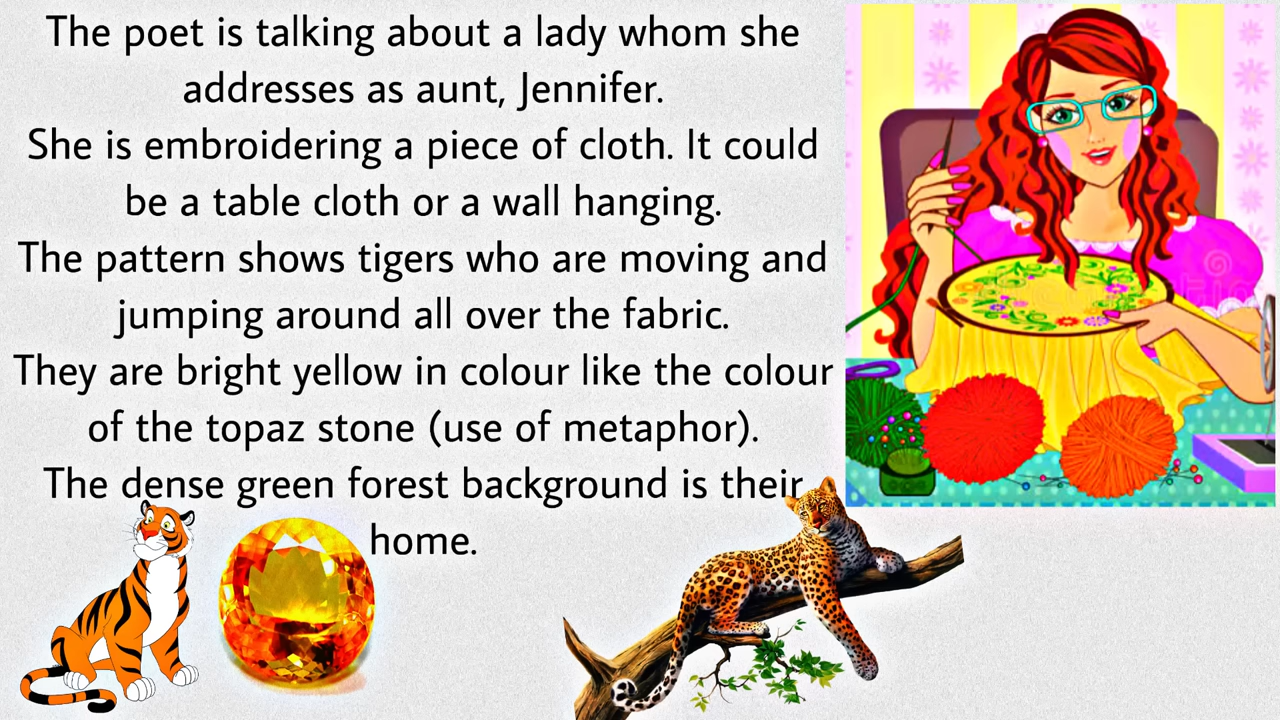 The poet is talking about a lady whom she
addresses as aunt, Jennifer.
She is embroidering a piece of cloth. It could
be a table cloth or a wall hanging.
The pattern shows tigers who are moving and
jumping around all over the fabric.
They are bright yellow in colour like the colour
of the topaz stone (use of metaphor).
The dense green forest background is their
home.